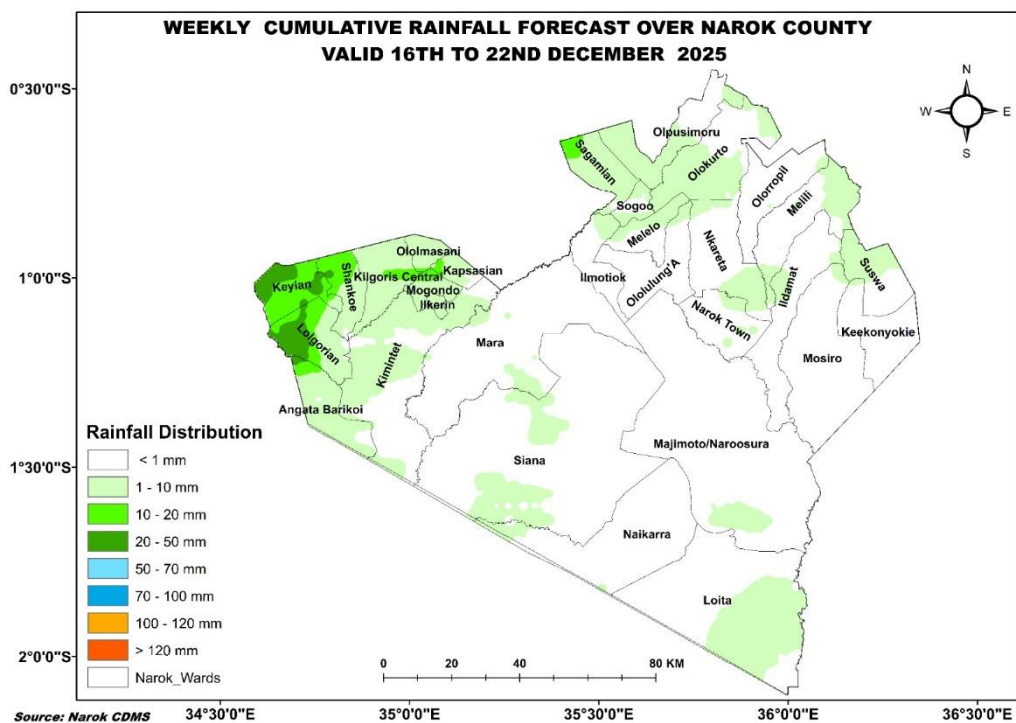 WEEKLY CUMULATIVE RAINFALL FORECAST OVER NAROK COUNTY
VALID 16TH TO 22ND DECEMBER 2025
N
W E
S
0°30'0"S
1°0'0"S
1°30'0"S
2°0'0"S
Olpusimoru
Sagamian
Olokurto
Sogoo
Olorropil
Melili
Melelo
Nkareta
Ololmasani
Kapsasian
Kilgoris Central
Shankoe
Keyian
Mogondo
Ilkerin
Ilmotiok
Ololulung'A
Ildamat
Suswa
Narok Town
Keekonyokie
Lolgorian
Mara
Mosiro
Kimintet
Angata Barikoi
Majimoto/Naroosura
Siana
Naikarra
Loita
Rainfall Distribution
< 1 mm
1 - 10 mm
10 - 20 mm
20 - 50 mm
50 - 70 mm
70 - 100 mm
100 - 120 mm
> 120 mm
Narok_Wards
0 20 40 80 KM
Source: Narok CDMS
34°30'0"E 35°0'0"E 35°30'0"E 36°0'0"E 36°30'0"E